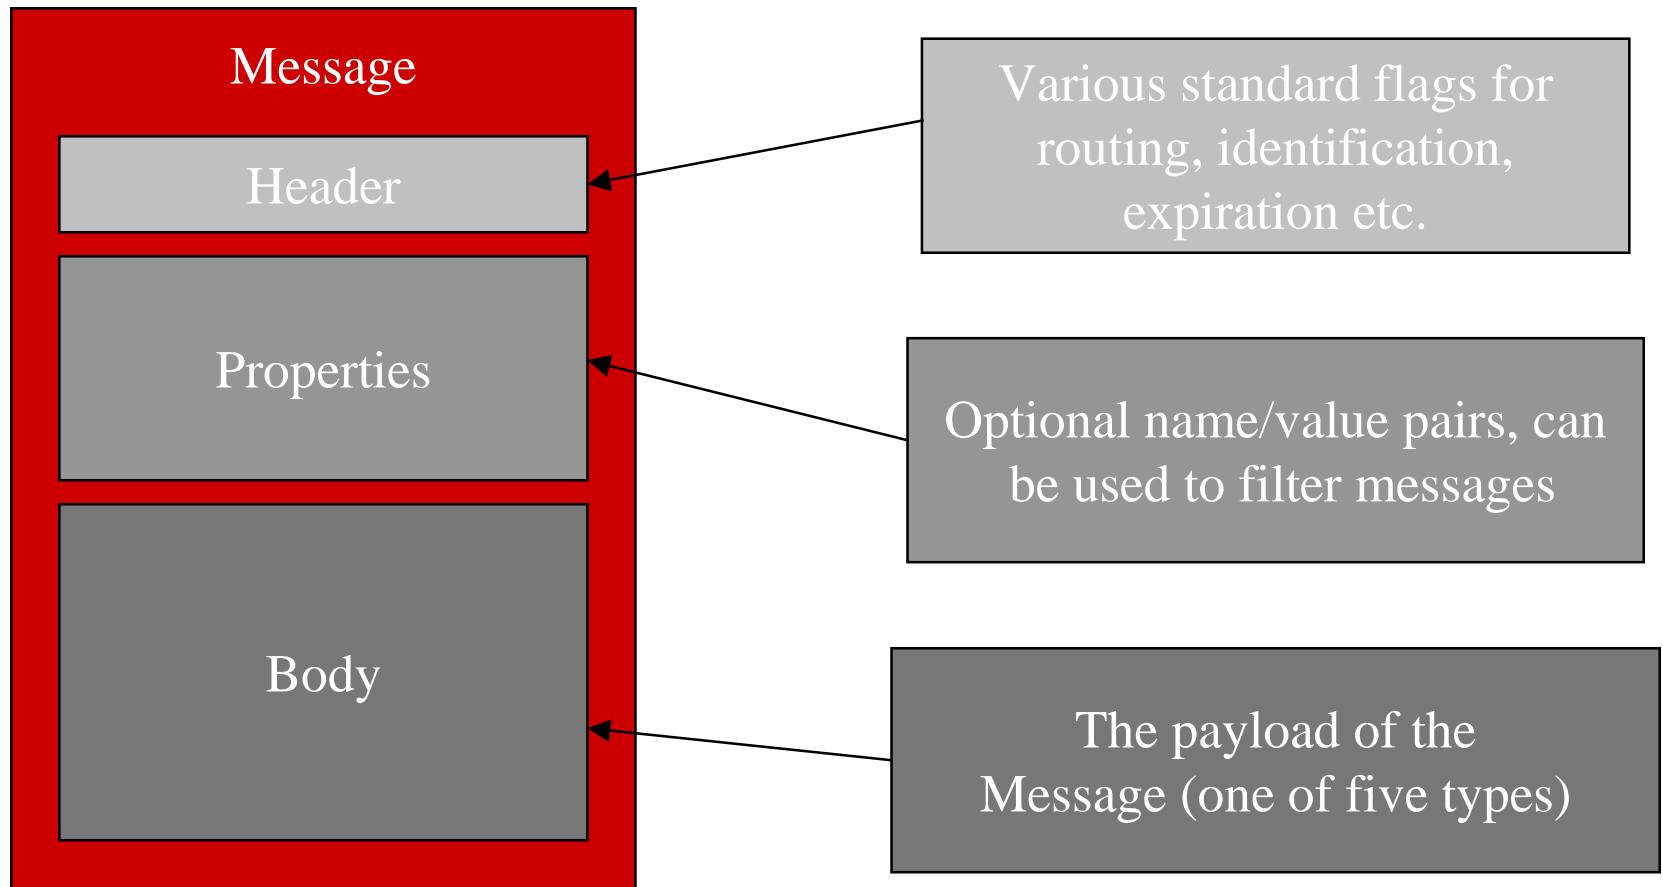 Message
Header
Properties
Body
Various standard flags for
routing, identification,
expiration etc.
Optional name/value pairs, can
be used to filter messages
The payload of the
Message (one of five types)